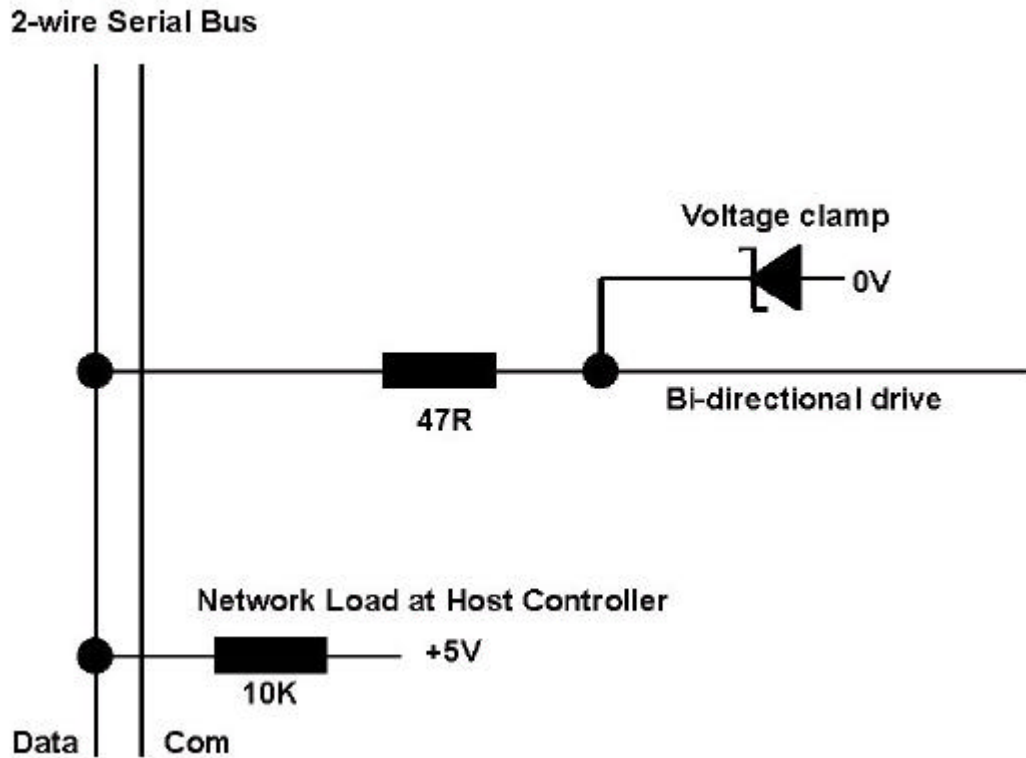 2-wire Serial Bus
Voltage clamp
0V
Bi-directional drive
47R
Network Load at Host Controller
+5V
10K
Data
Com